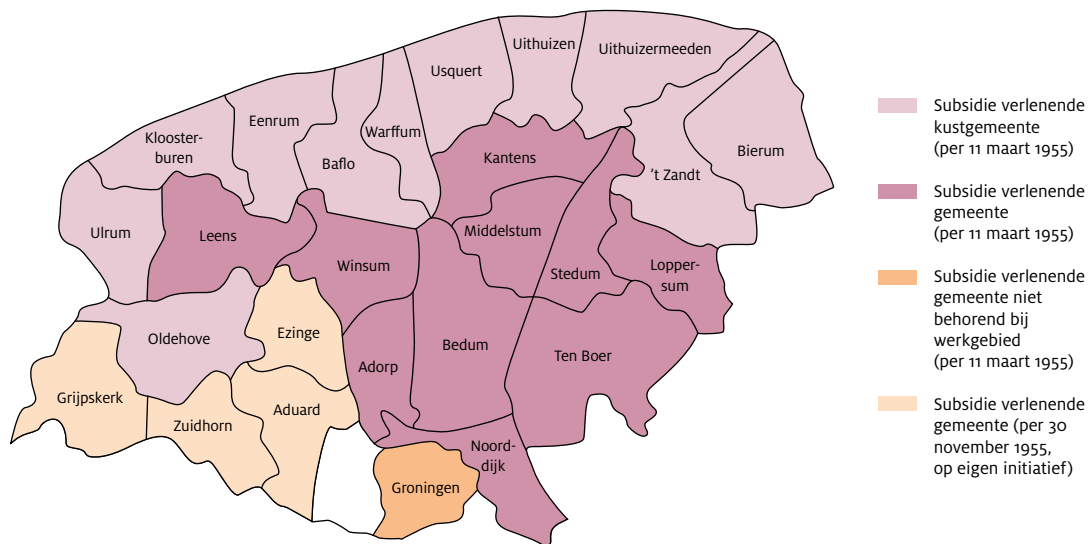 Uithuizen
Uithuizermeeden
Usquert
Eenrum
Warffum
Klooster-
buren
Baflo
Kantens
't Zandt
Bierum
Ulrum
Leens
Middelstum
Winsum
Stedum
Lopper-
sum
Oldehove
Ezinge
Bedum
Ten Boer
Adorp
Grijpskerk
Zuidhorn
Aduard
Noord-
dijk
Groningen
Subsidie verlenende
kustgemeente
(per 11 maart 1955)
Subsidie verlenende
gemeente
(per 11 maart 1955)
Subsidie verlenende
gemeente niet
behorend bij
werkgebied
(per 11 maart 1955)
Subsidie verlenende
gemeente (per 30
november 1955,
op eigen initiatief)